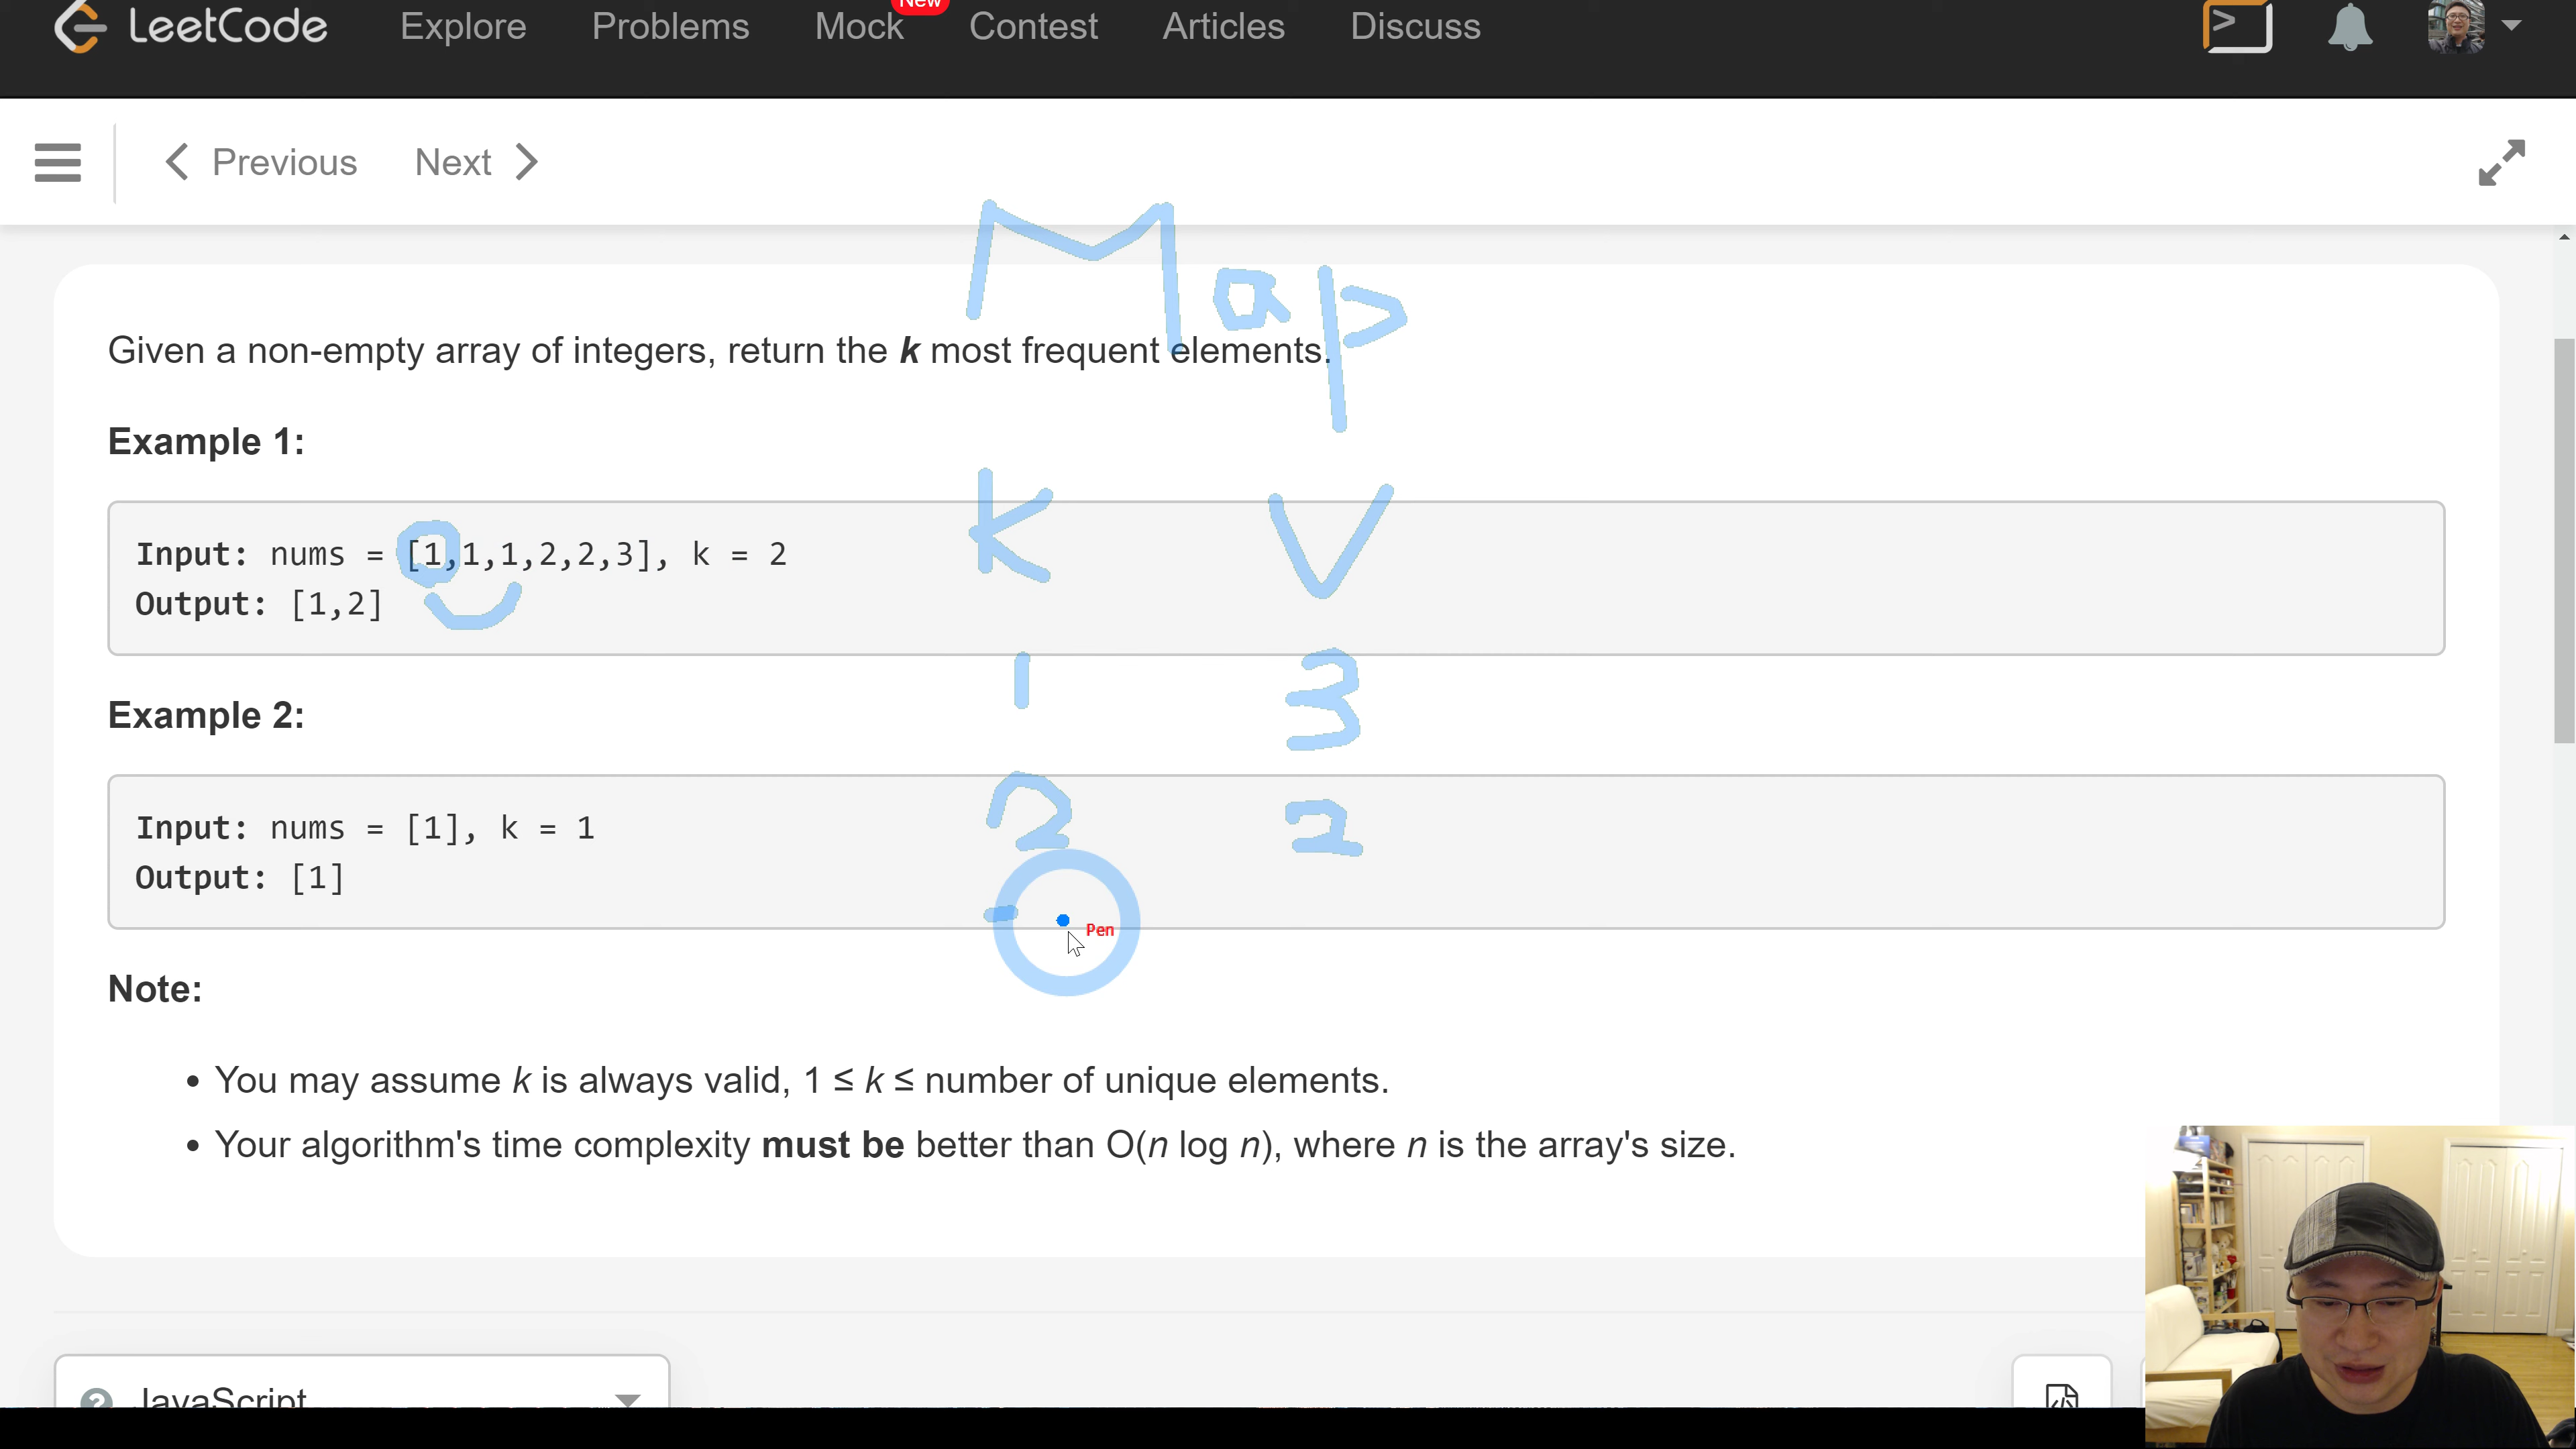 LeetCode Explore Problems Mock New Contest Articles Discuss
Previous Next
Map
Given a non-empty array of integers, return the k most frequent elements.
Example 1:
K V
Input: nums = [1,1,1,2,2,3], k = 2
Output: [1,2]
1 3
Example 2:
2 2
Input: nums = [1], k = 1
Output: [1]
Pen
Note:
• You may assume k is always valid, 1 ≤ k ≤ number of unique elements.
• Your algorithm's time complexity must be better than O(n log n), where n is the array's size.
? JavaScript